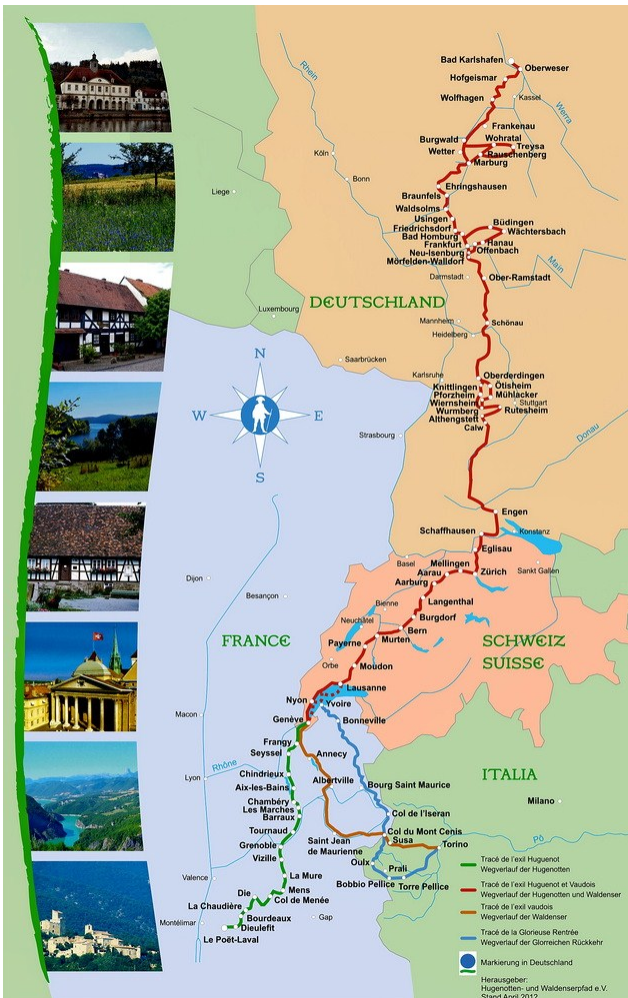 Bad Karlshafen
Oberweser
Hofgeismar
Wolfhagen
Kassel
Rhein
Werra
Frankenau
Burgwald
Wohratal
Treysa
Wetter
Rauschenberg
Marburg
Köln
Bonn
Liege
Ehringshausen
Braunfels
Waldsolms
Usingen
Büdingen
Friedrichsdorf
Wächtersbach
Bad Homburg
Hanau
Frankfurt
Offenbach
Neu-Isenburg
Mörfelden-Walldorf
Main
Darmstadt
Ober-Ramstadt
DEUTSCHLAND
Luxembourg
Mannheim
Schönau
Heidelberg
Saarbrücken
N
W
E
S
Karlsruhe
Oberderdingen
Knittlingen
Ötisheim
Pforzheim
Mühlacker
Wiernsheim
Stuttgart
Wurmberg
Rutesheim
Althengstett
Calw
Strasbourg
Donau
Engen
Schaffhausen
Konstanz
Eglisau
Basel
Mellingen
Sankt Gallen
Aarau
Zürich
Aarburg
Dijon
Besançon
Bienne
Langenthal
Neuchâtel
Burgdorf
Bern
FRANCE
Payerne
Murten
SCHWEIZ
SUISSE
Orbe
Moudon
Lausanne
Nyon
Yvoire
Macon
Genève
Bonneville
Frangy
Seyssel
Annecy
Rhône
Lyon
Chindrieux
Albertville
Bourg Saint Maurice
ITALIA
Aix-les-Bains
Chambéry
Milano
Les Marches
Barraux
Col de l'Iseran
Tournaud
Col du Mont Cenis
Saint Jean
de Maurienne
Susa
Torino
Pô
Grenoble
Vizille
Oulx
Prali
Valence
La Mure
Bobbio Pellice
Torre Pellice
Mens
Die
Col de Menée
La Chaudière
Bourdeaux
Gap
Montélimar
Dieulefit
Le Poët-Laval
Tracé de l'exil Huguenot
Wegverlauf der Hugenotten
Tracé de l'exil Huguenot et Vaudois
Wegverlauf der Hugenotten und Waldenser
Tracé de l'exil vaudois
Wegverlauf der Waldenser
Tracé de la Glorieuse Rentrée
Wegverlauf der Glorreichen Rückkehr
Markierung in Deutschland
Herausgeber:
Hugenotten- und Waldenserpfad e.V.
Stand April 2012